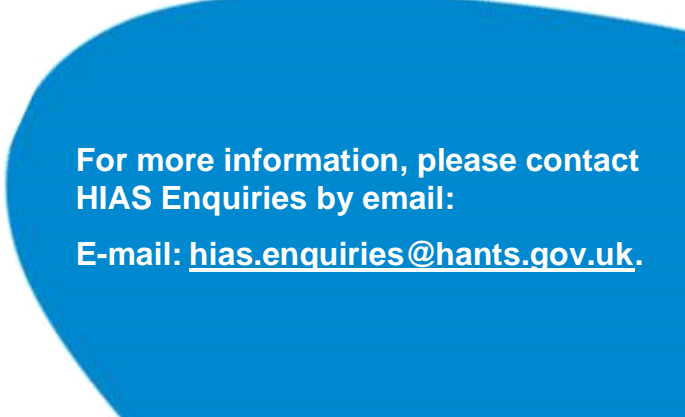 For more information, please contact
HIAS Enquiries by email:
E-mail: hias.enquiries@hants.gov.uk.